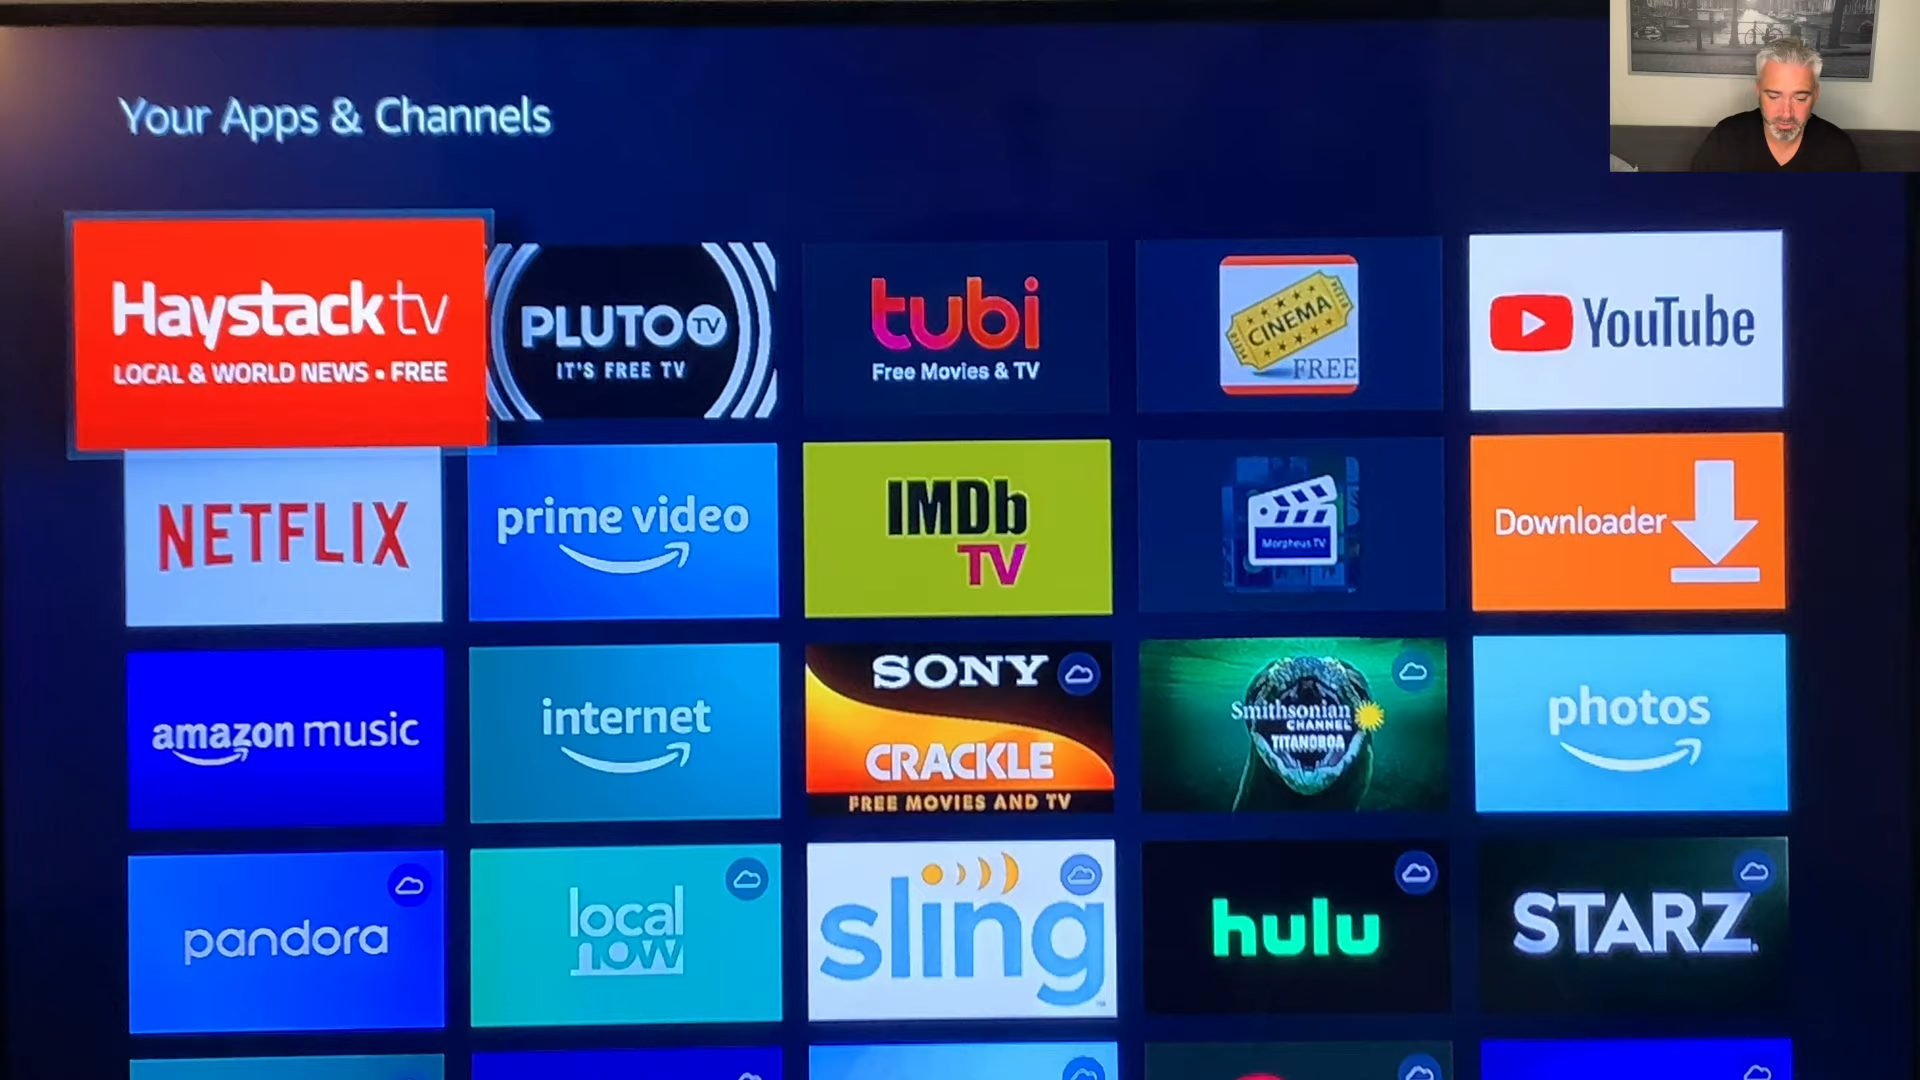 Your Apps & Channels
Haystack tv
LOCAL & WORLD NEWS • FREE
PLUTO TV
IT'S FREE TV
tubi
Free Movies & TV
CINEMA
FREE
YouTube
NETFLIX
prime video
IMDb
TV
Morpheus TV
Downloader
amazon music
internet
SONY
CRACKLE
FREE MOVIES AND TV
Smithsonian
CHANNEL
TITANOBOA
photos
pandora
local
now
sling
hulu
STARZ